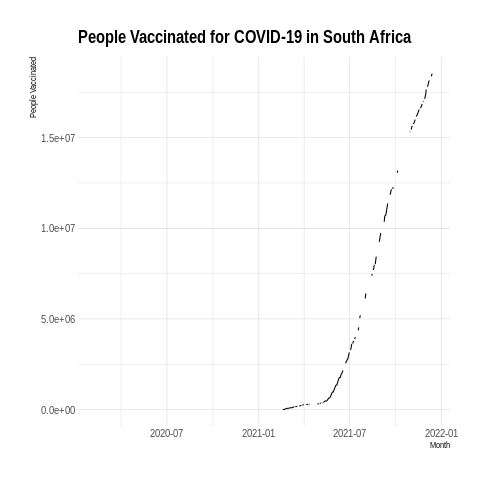 People Vaccinated for COVID-19 in South Africa
People Vaccinated
1.5e+07
1.0e+07
5.0e+06
0.0e+00
2020-07
2021-01
2021-07
2022-01
Month